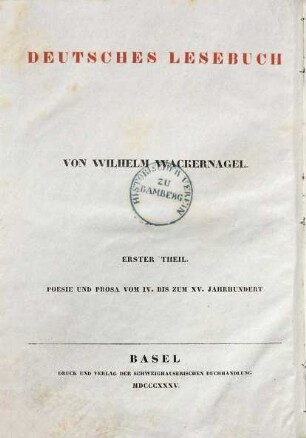 DEUTSCHES LESEBUCH
VON WILHELM WACKERNAGEL.
HISTORISCHER VEREIN
ZU
BAMBERG
ERSTER THEIL.
POESIE UND PROSA VOM IV. BIS ZUM XV. JAHRHUNDERT
BASEL
DRUCK UND VERLAG DER SCHWEIGHAUSERISCHEN BUCHHANDLUNG
MDCCCXXXV.